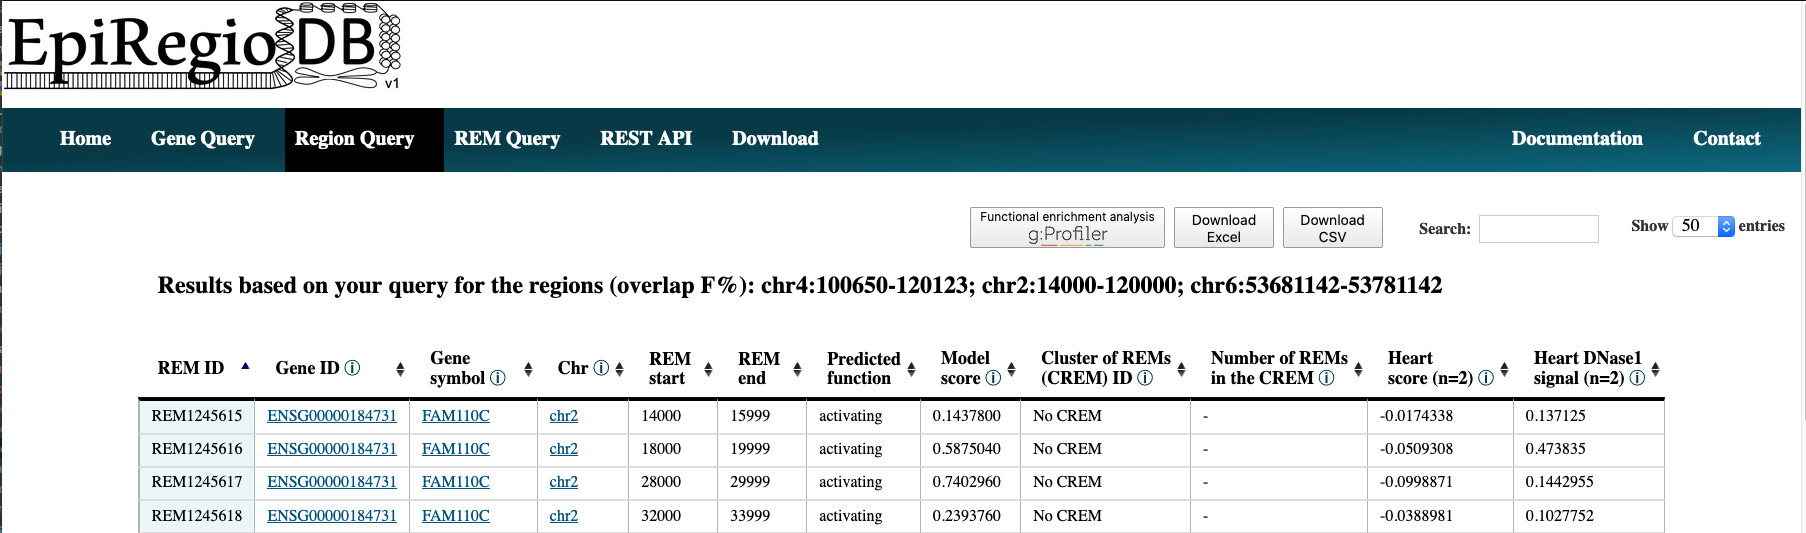 EpiRegio DB
v1
Home Gene Query Region Query REM Query REST API Download Documentation Contact
Functional enrichment analysis
g:Profiler
Download
Excel
Download
CSV
Search:
Show 50 entries
Results based on your query for the regions (overlap F%): chr4:100650-120123; chr2:14000-120000; chr6:53681142-53781142
REM ID Gene ID ⓘ Gene symbol ⓘ Chr ⓘ REM start REM end Predicted function Model score ⓘ Cluster of REMs (CREM) ID ⓘ Number of REMs in the CREM ⓘ Heart score (n=2) ⓘ Heart DNase1 signal (n=2) ⓘ
REM1245615 ENSG00000184731 FAM110C chr2 14000 15999 activating 0.1437800 No CREM - -0.0174338 0.137125
REM1245616 ENSG00000184731 FAM110C chr2 18000 19999 activating 0.5875040 No CREM - -0.0509308 0.473835
REM1245617 ENSG00000184731 FAM110C chr2 28000 29999 activating 0.7402960 No CREM - -0.0998871 0.1442955
REM1245618 ENSG00000184731 FAM110C chr2 32000 33999 activating 0.2393760 No CREM - -0.0388981 0.1027752